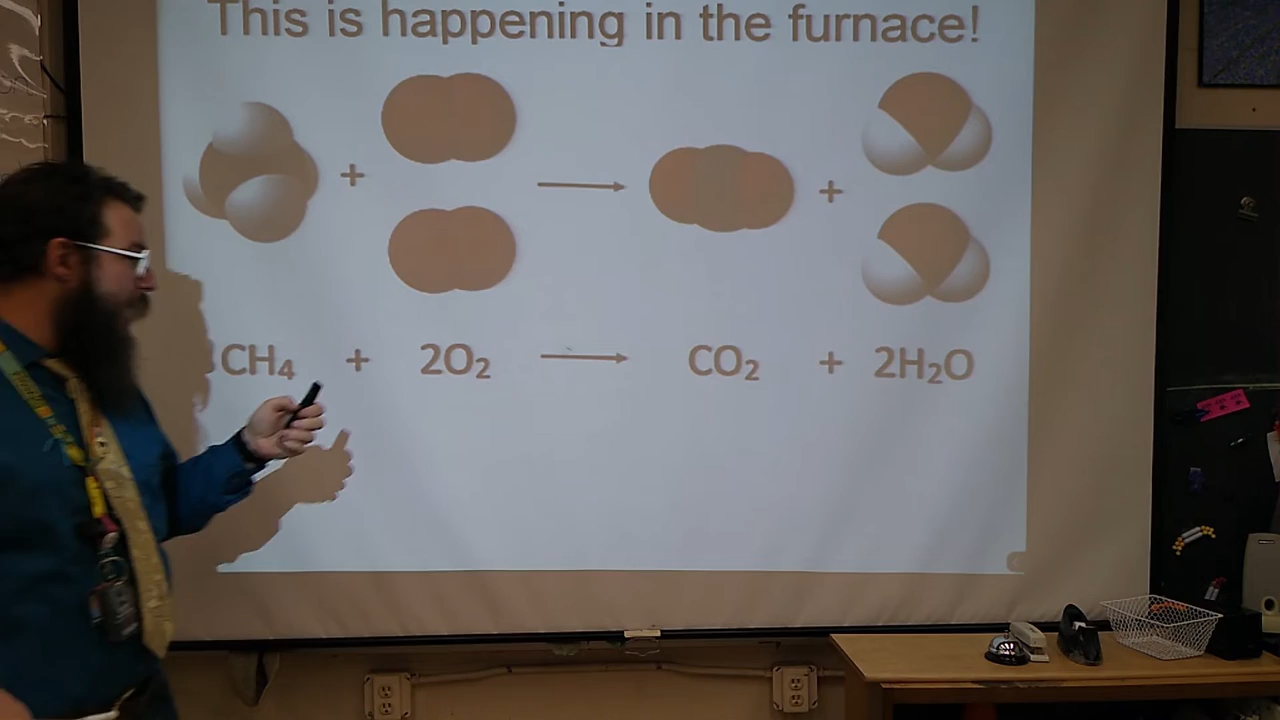 This is happening in the furnace!
+ → +
CH₄ + 2O₂ → CO₂ + 2H₂O